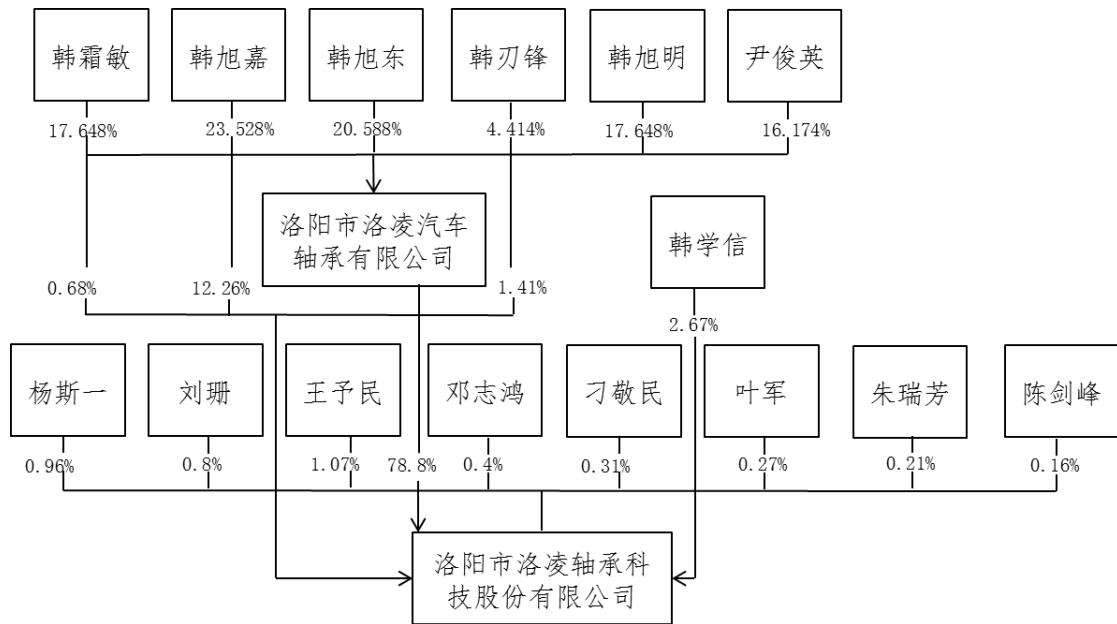 韩霜敏
韩旭嘉
韩旭东
韩刃锋
韩旭明
尹俊英
17.648%
23.528%
20.588%
4.414%
17.648%
16.174%
洛阳市洛凌汽车
轴承有限公司
韩学信
0.68%
12.26%
1.41%
2.67%
杨斯一
刘珊
王予民
邓志鸿
刁敬民
叶军
朱瑞芳
陈剑峰
0.96%
0.8%
1.07%
78.8%
0.4%
0.31%
0.27%
0.21%
0.16%
洛阳市洛凌轴承科
技股份有限公司